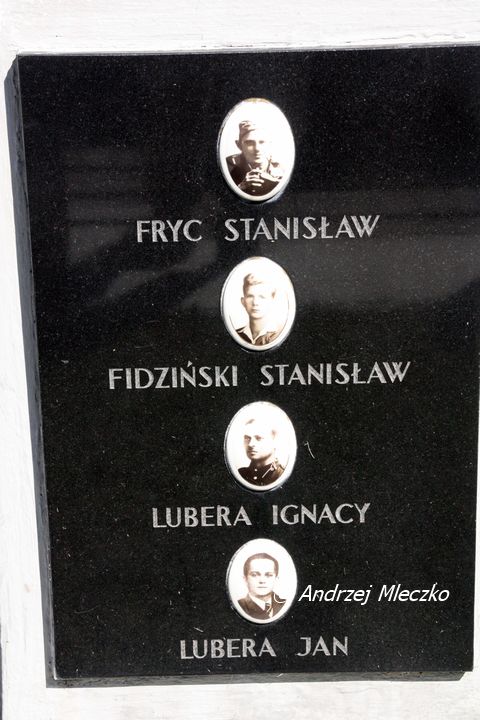 FRYC STANISŁAW
FIDZIŃSKI STANISŁAW
LUBERA IGNACY
© Andrzej Mleczko
LUBERA JAN